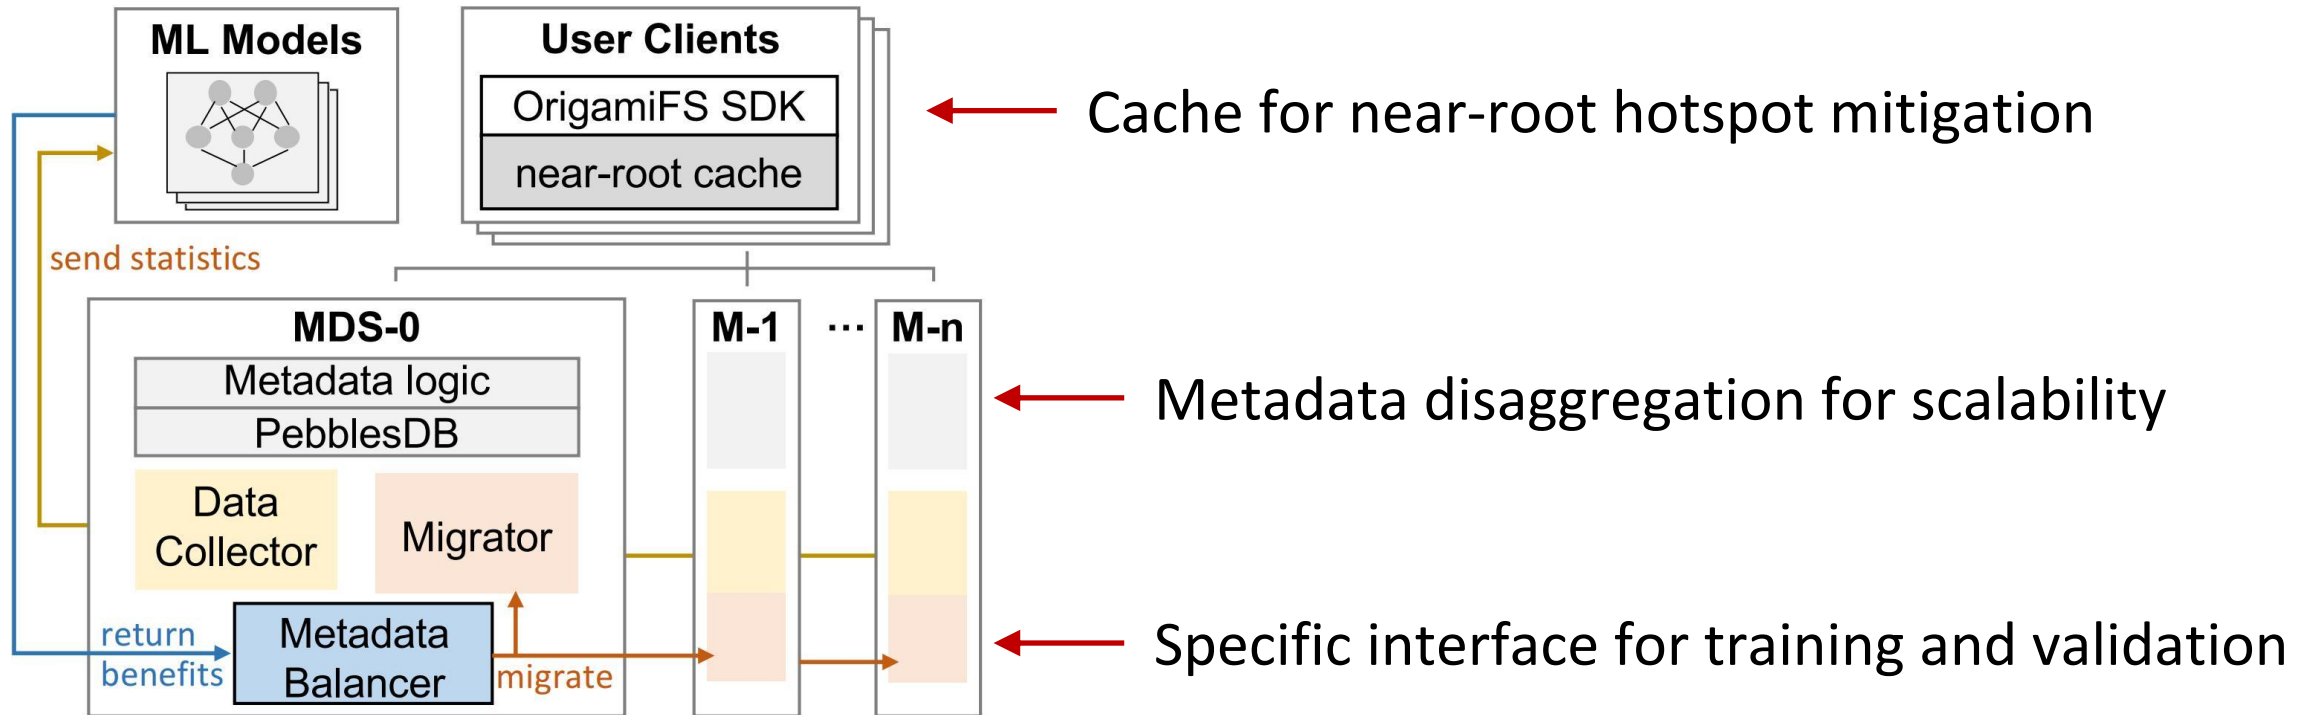 ML Models
User Clients
OrigamiFS SDK
near-root cache
Cache for near-root hotspot mitigation
send statistics
MDS-0
M-1
...
M-n
Metadata logic
PebblesDB
Metadata disaggregation for scalability
Data
Collector
Migrator
return
benefits
Metadata
Balancer
migrate
Specific interface for training and validation